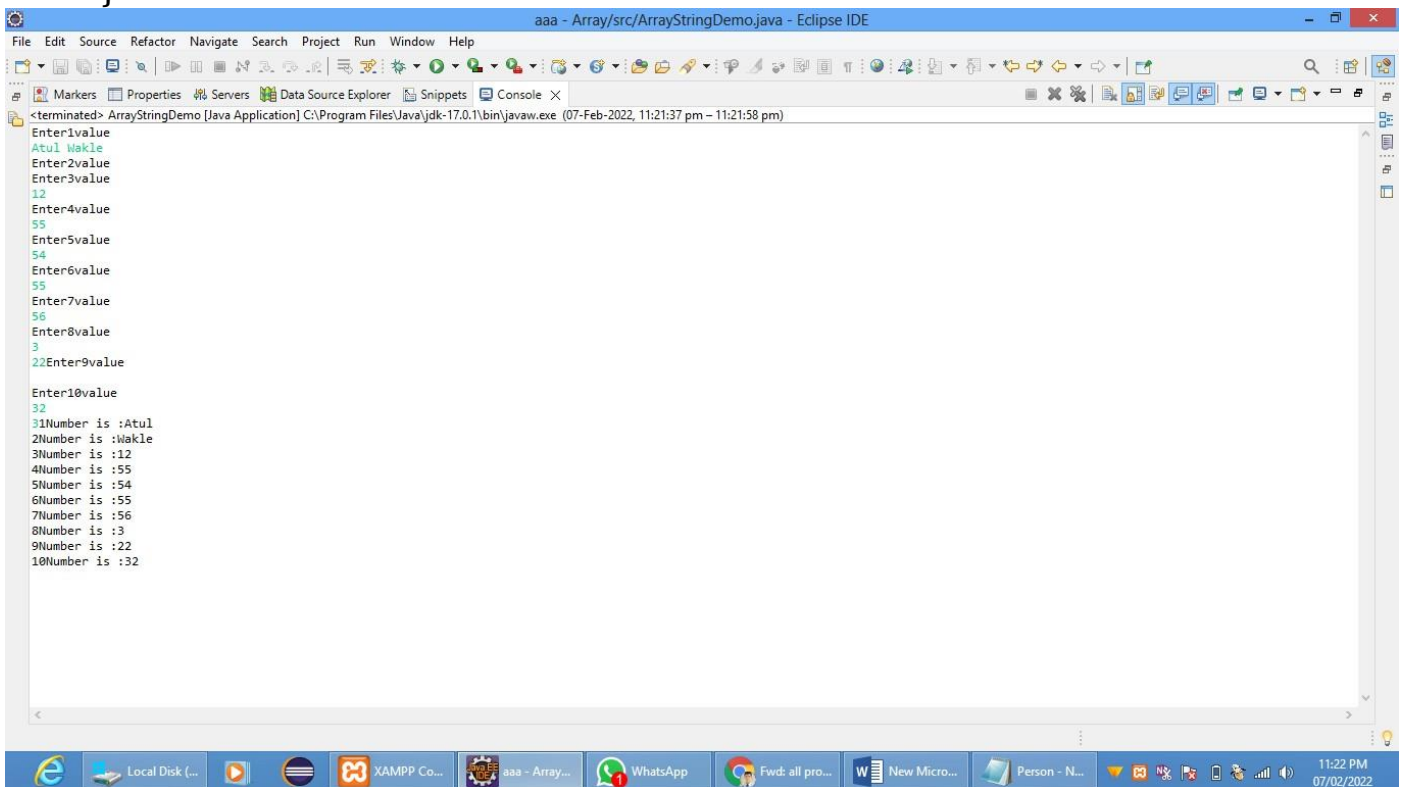 aaa - Array/src/ArrayStringDemo.java - Eclipse IDE
File Edit Source Refactor Navigate Search Project Run Window Help
Markers Properties Servers Data Source Explorer Snippets Console
<terminated> ArrayStringDemo [Java Application] C:\Program Files\Java\jdk-17.0.1\bin\javaw.exe (07-Feb-2022, 11:21:37 pm – 11:21:58 pm)
Enter1value
Atul Wakle
Enter2value
Enter3value
12
Enter4value
55
Enter5value
54
Enter6value
55
Enter7value
56
Enter8value
3
22Enter9value
Enter10value
32
31Number is :Atul
2Number is :Wakle
3Number is :12
4Number is :55
5Number is :54
6Number is :55
7Number is :56
8Number is :3
9Number is :22
10Number is :32
Local Disk (... XAMPP Co... aaa - Array... WhatsApp Fwd: all pro... New Micro... Person - N... 11:22 PM
07/02/2022